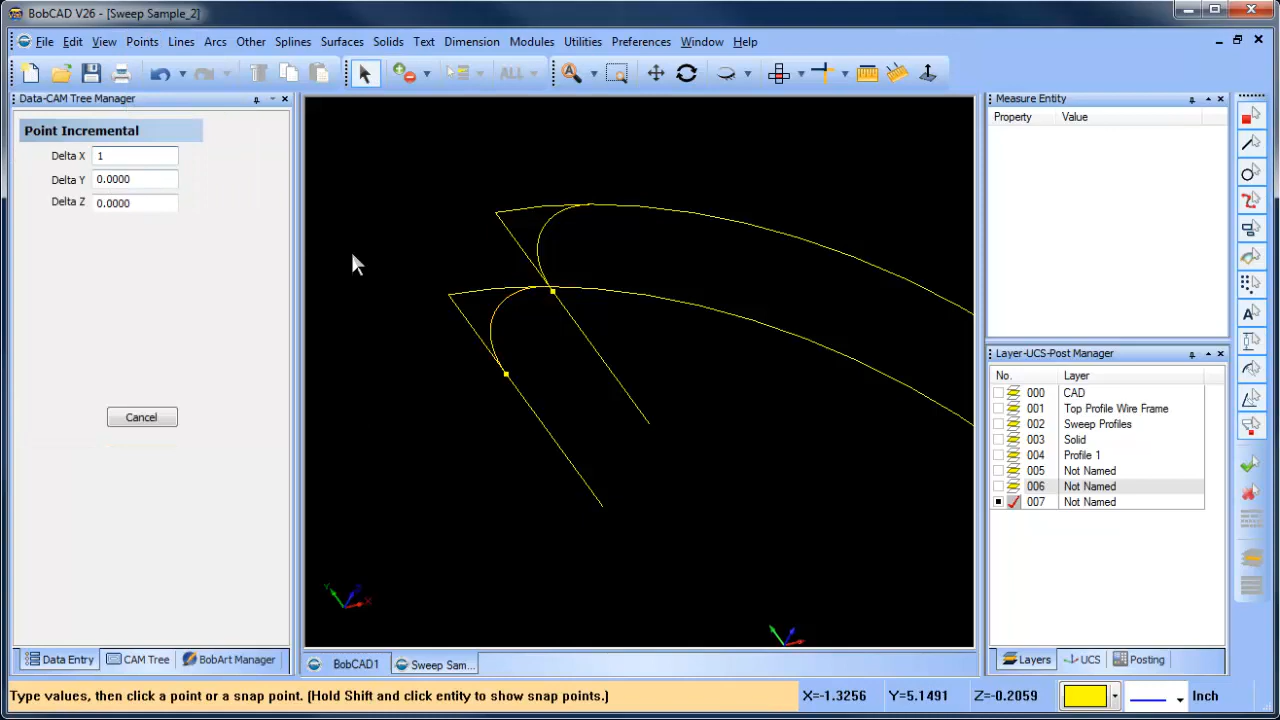 BobCAD V26 - [Sweep Sample_2]
File Edit View Points Lines Arcs Other Splines Surfaces Solids Text Dimension Modules Utilities Preferences Window Help
ALL
Data-CAM Tree Manager
Point Incremental
Delta X 1
Delta Y 0.0000
Delta Z 0.0000
Cancel
Data Entry CAM Tree BobArt Manager
Y X
BobCAD1 Sweep Sam...
Measure Entity
Property Value
Layer-UCS-Post Manager
No. Layer
000 CAD
001 Top Profile Wire Frame
002 Sweep Profiles
003 Solid
004 Profile 1
005 Not Named
006 Not Named
007 Not Named
Layers UCS Posting
A
Type values, then click a point or a snap point. (Hold Shift and click entity to show snap points.) X=-1.3256 Y=5.1491 Z=-0.2059 Inch